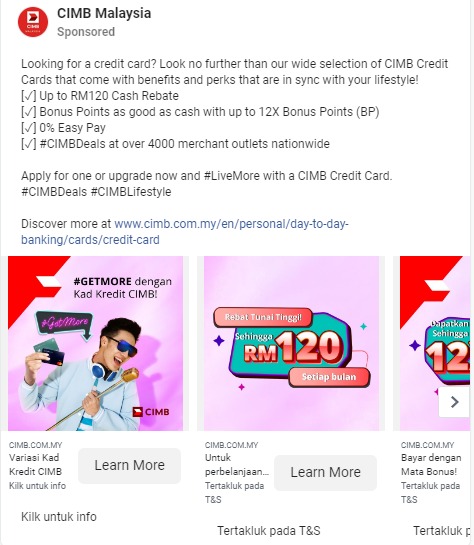 CIMB Malaysia
Sponsored
Looking for a credit card? Look no further than our wide selection of CIMB Credit
Cards that come with benefits and perks that are in sync with your lifestyle!
[✓] Up to RM120 Cash Rebate
[✓] Bonus Points as good as cash with up to 12X Bonus Points (BP)
[✓] 0% Easy Pay
[✓] #CIMBDeals at over 4000 merchant outlets nationwide
Apply for one or upgrade now and #LiveMore with a CIMB Credit Card.
#CIMBDeals #CIMBLifestyle
Discover more at www.cimb.com.my/en/personal/day-to-day-
banking/cards/credit-card
#GETMORE dengan
Kad Kredit CIMB!
#GetMore
CIMB
Rebat Tunai Tinggi!
Sehingga
RM120
Setiap bulan
Dapatkan
Sehingga
12
CIMB.COM.MY
Variasi Kad
Kredit CIMB
Kilk untuk info
Learn More
Kilk untuk info
CIMB.COM.MY
Untuk
perbelanjaan...
Tertakluk pada
T&S
Learn More
Tertakluk pada T&S
CIMB.COM.MY
Bayar dengan
Mata Bonus!
Tertakluk pada
T&S
Tertakluk p